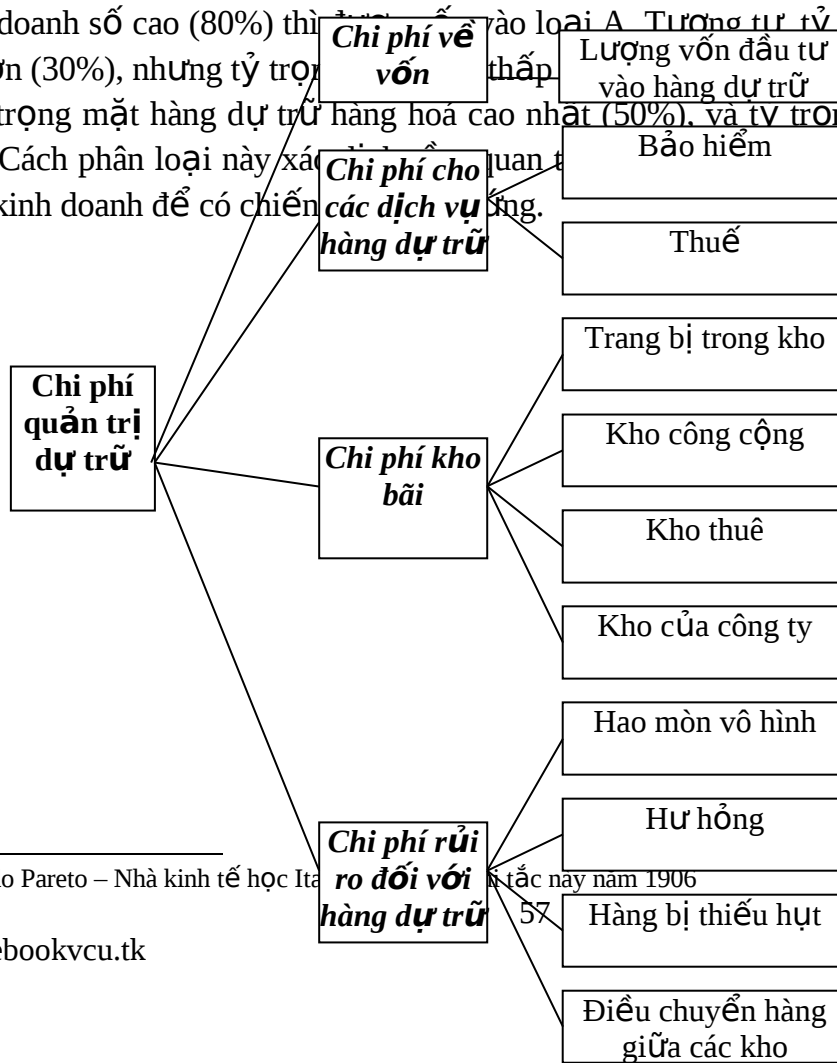 doanh số cao (80%) thì vào loại A. Tương tự, tỷ
ơn (30%), nhưng tỷ trọn thấp
trọng mặt hàng dự trữ hàng hoá cao nhất (50%), và tỷ trọn
Cách phân loại này xác quan t
kinh doanh để có chiến ứng.
Chi phí quản trị
dự trữ
Chi phí về
vốn
Lượng vốn đầu tư
vào hàng dự trữ
Chi phí cho
các dịch vụ
hàng dự trữ
Bảo hiểm
Thuế
Chi phí kho
bãi
Trang bị trong kho
Kho công cộng
Kho thuê
Kho của công ty
Chi phí rủi
ro đối với
hàng dự trữ
Hao mòn vô hình
Hư hỏng
Hàng bị thiếu hụt
Điều chuyển hàng
giữa các kho
o Pareto – Nhà kinh tế học Ita tắc này năm 1906
57
ebookvcu.tk